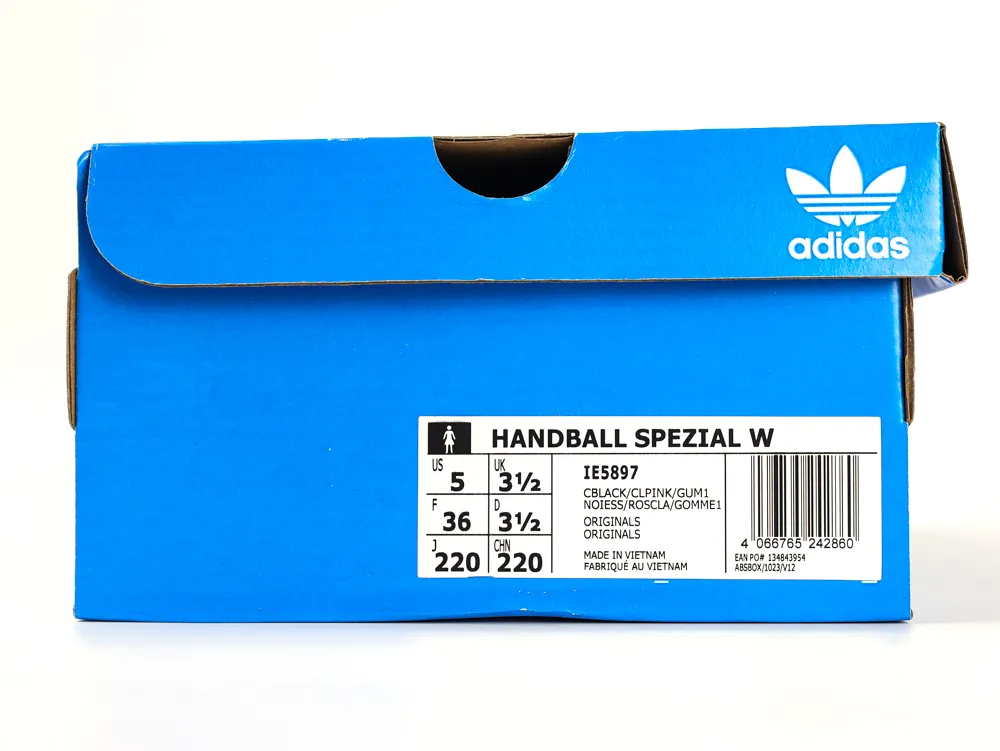 adidas
HANDBALL SPEZIAL W
US 5 UK 3½
F 36 D 3½
J 220 CHN 220
IE5897
CBLACK/CLPINK/GUM1
NOIESS/ROSCLA/GOMME1
ORIGINALS
ORIGINALS
MADE IN VIETNAM
FABRIQUÉ AU VIETNAM
4 066765 242860
EAN PO# 134843954
ABSBOX/1023/V12